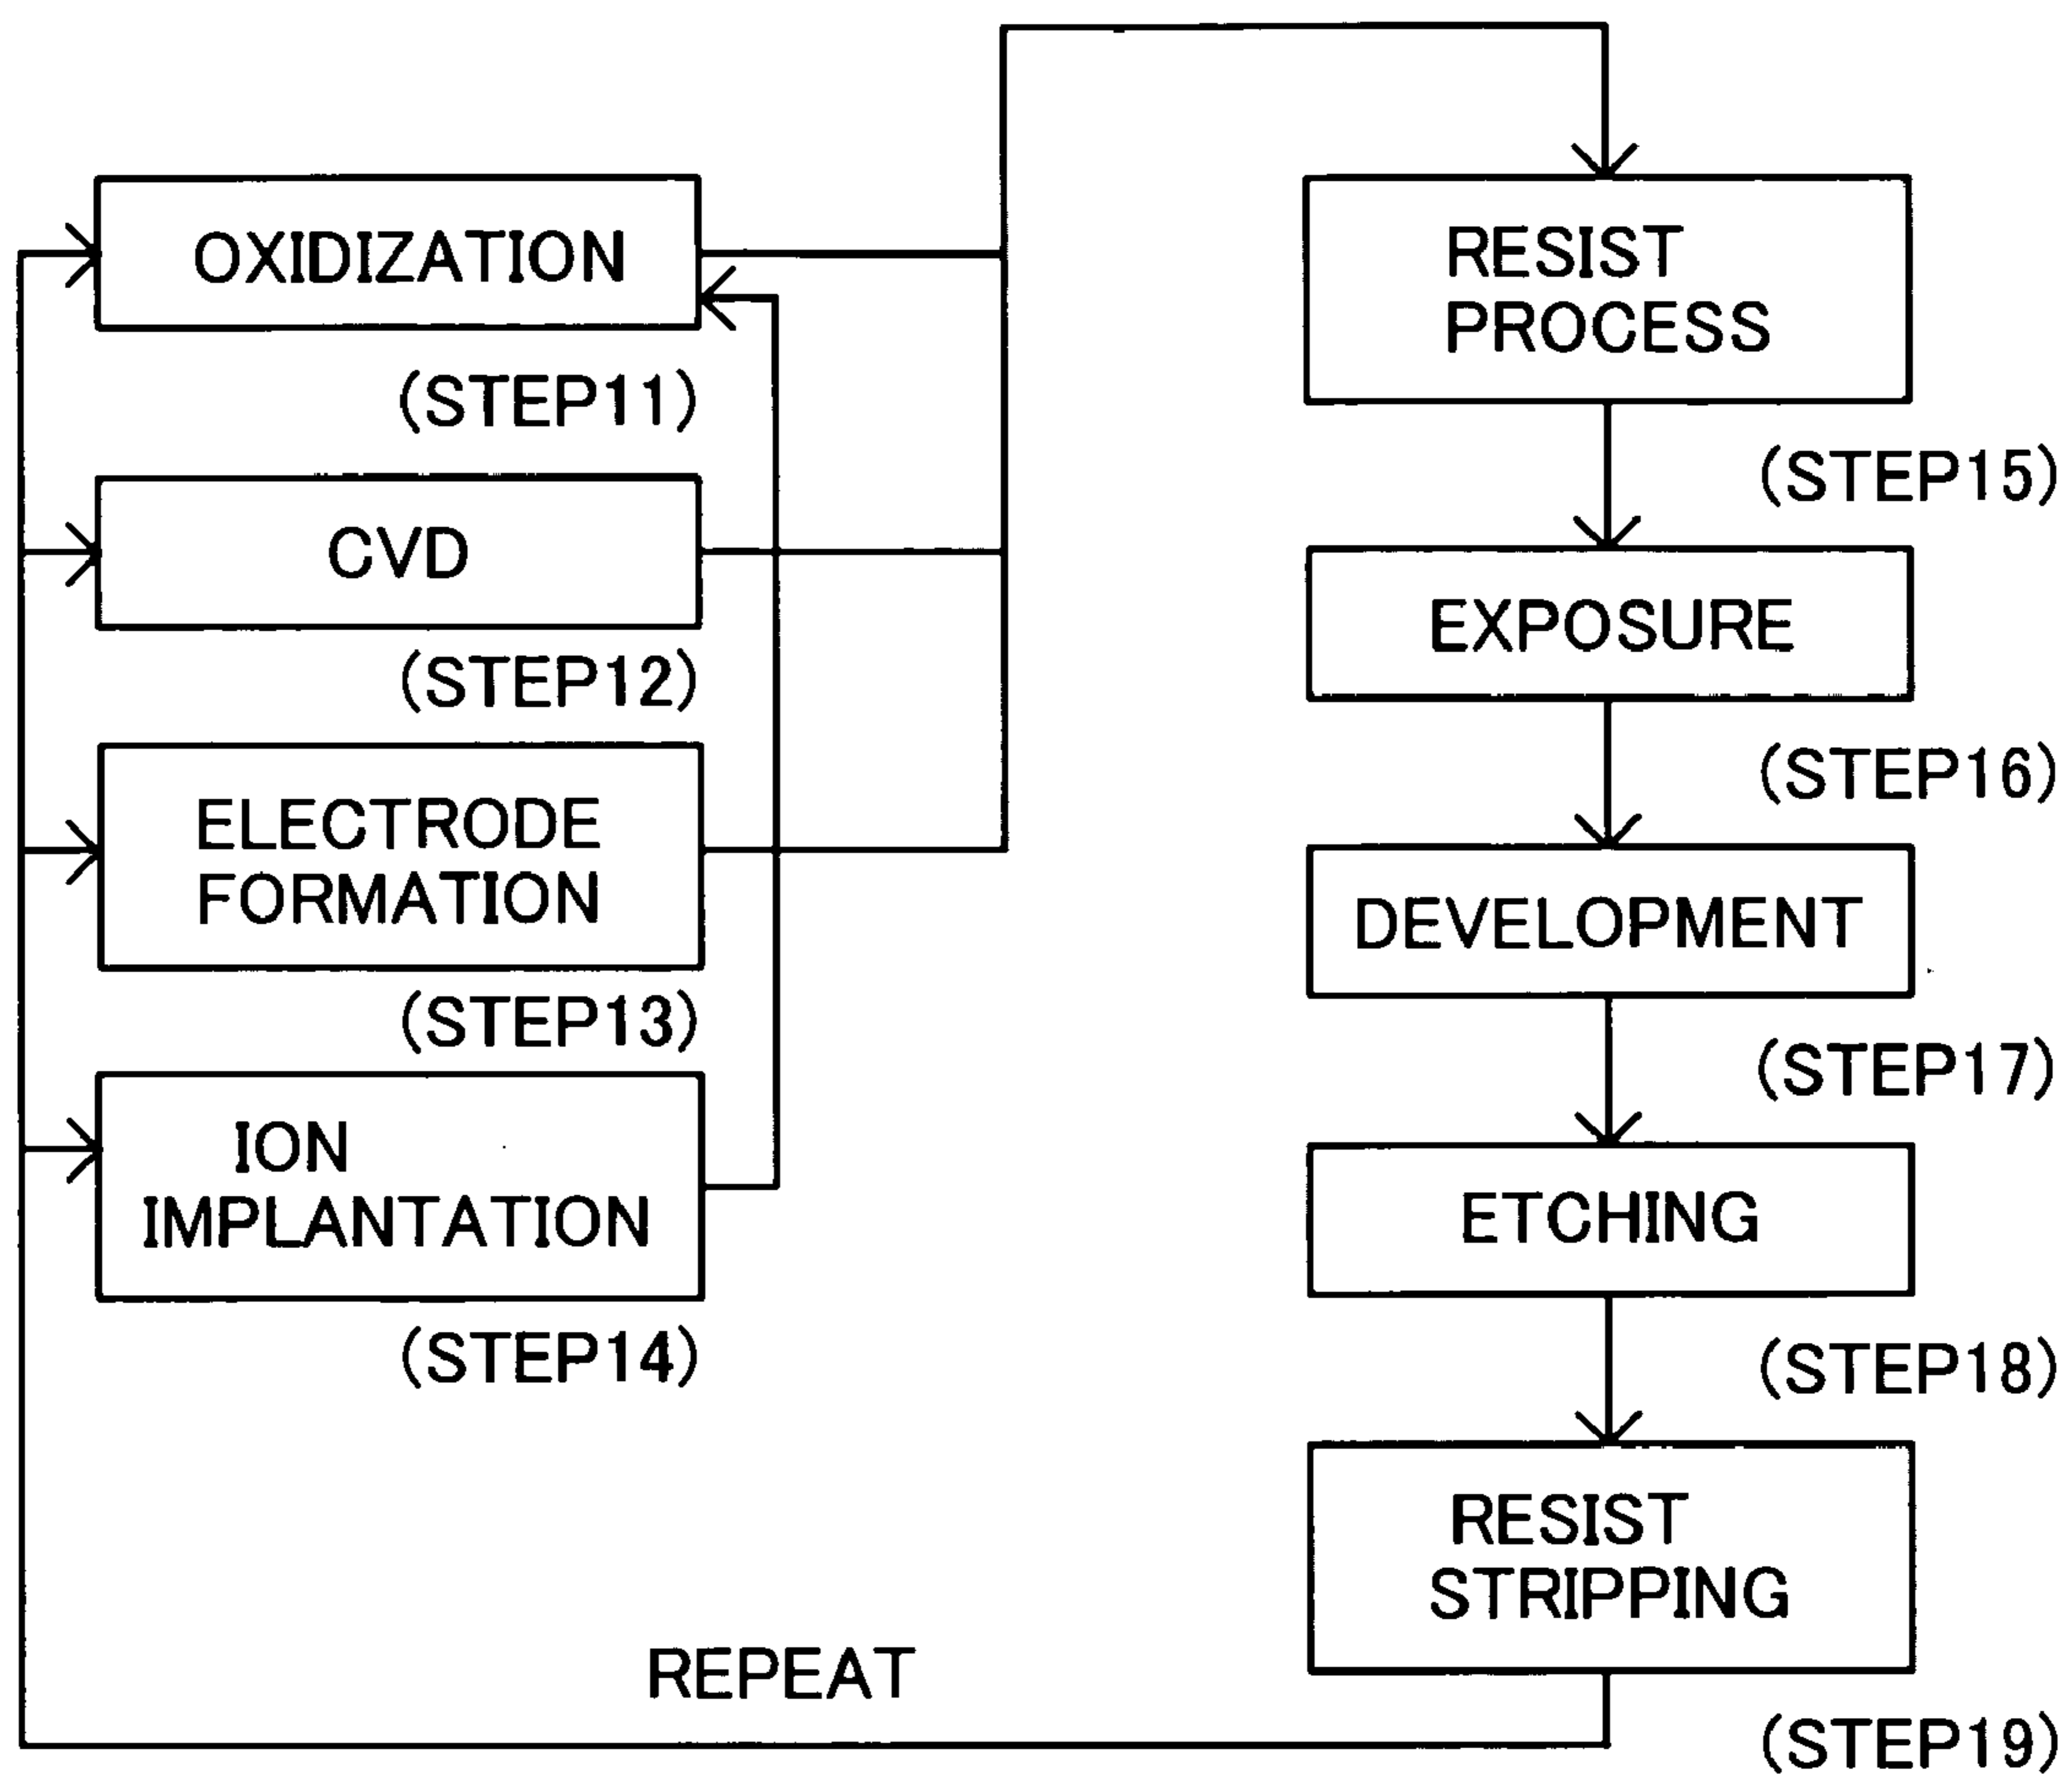 OXIDIZATION
(STEP11)
CVD
(STEP12)
ELECTRODE
FORMATION
(STEP13)
ION
IMPLANTATION
(STEP14)
RESIST
PROCESS
(STEP15)
EXPOSURE
(STEP16)
DEVELOPMENT
(STEP17)
ETCHING
(STEP18)
RESIST
STRIPPING
(STEP19)
REPEAT